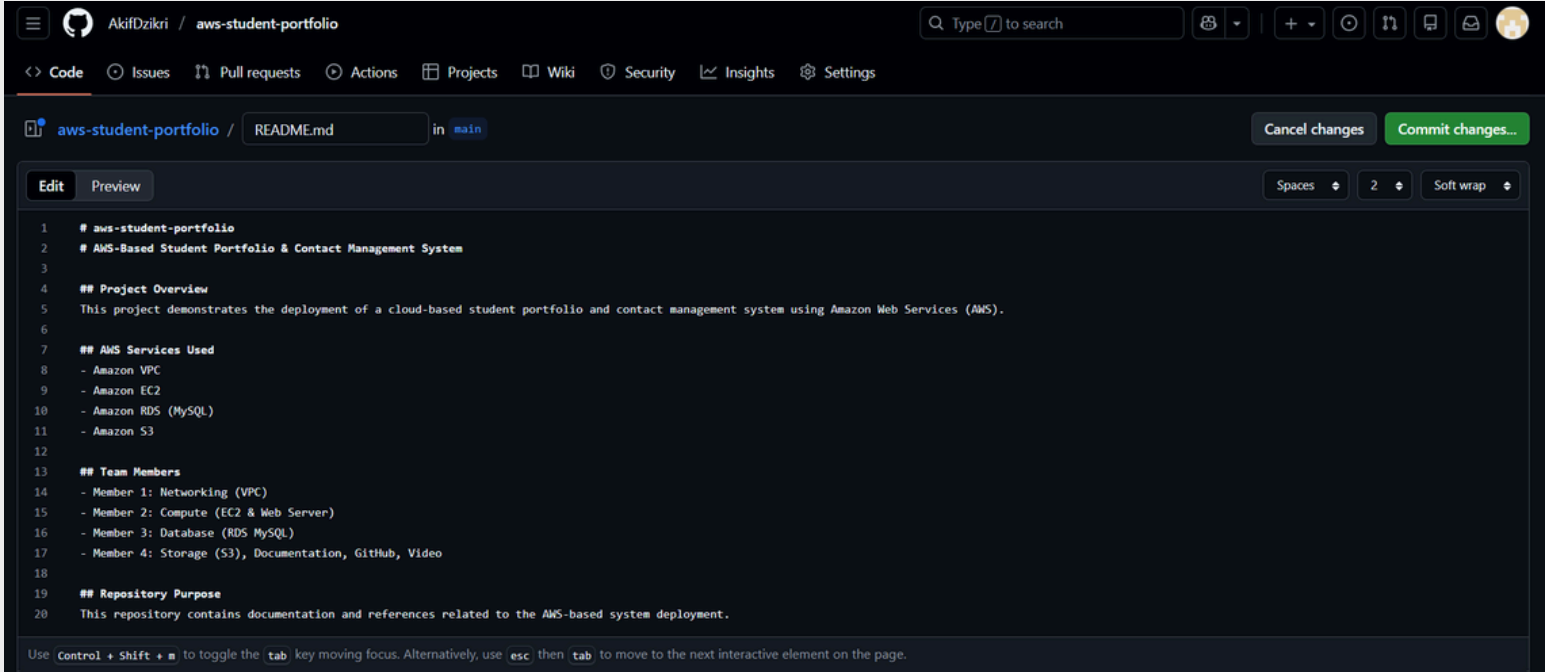 AkifDzikri / aws-student-portfolio
Type / to search
Code Issues Pull requests Actions Projects Wiki Security Insights Settings
aws-student-portfolio / README.md in main
Cancel changes Commit changes...
Edit Preview
Spaces 2 Soft wrap
1 # aws-student-portfolio
2 # AWS-Based Student Portfolio & Contact Management System
3
4 ## Project Overview
5 This project demonstrates the deployment of a cloud-based student portfolio and contact management system using Amazon Web Services (AWS).
6
7 ## AWS Services Used
8 - Amazon VPC
9 - Amazon EC2
10 - Amazon RDS (MySQL)
11 - Amazon S3
12
13 ## Team Members
14 - Member 1: Networking (VPC)
15 - Member 2: Compute (EC2 & Web Server)
16 - Member 3: Database (RDS MySQL)
17 - Member 4: Storage (S3), Documentation, GitHub, Video
18
19 ## Repository Purpose
20 This repository contains documentation and references related to the AWS-based system deployment.
Use Control + Shift + m to toggle the tab key moving focus. Alternatively, use esc then tab to move to the next interactive element on the page.